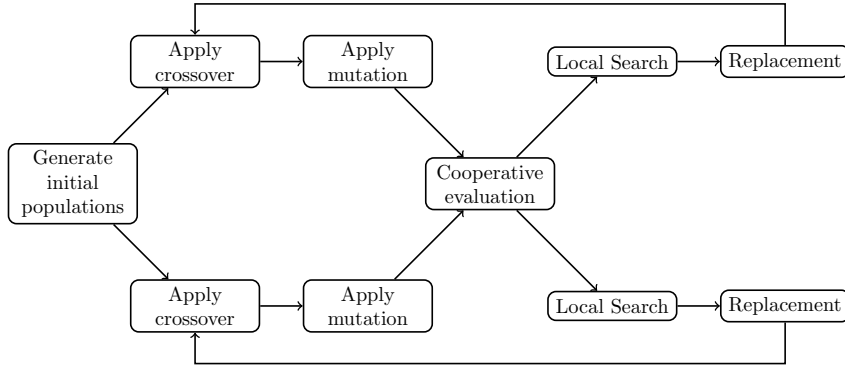 Apply
crossover
Apply
mutation
Local Search
Replacement
Generate
initial
populations
Cooperative
evaluation
Apply
crossover
Apply
mutation
Local Search
Replacement